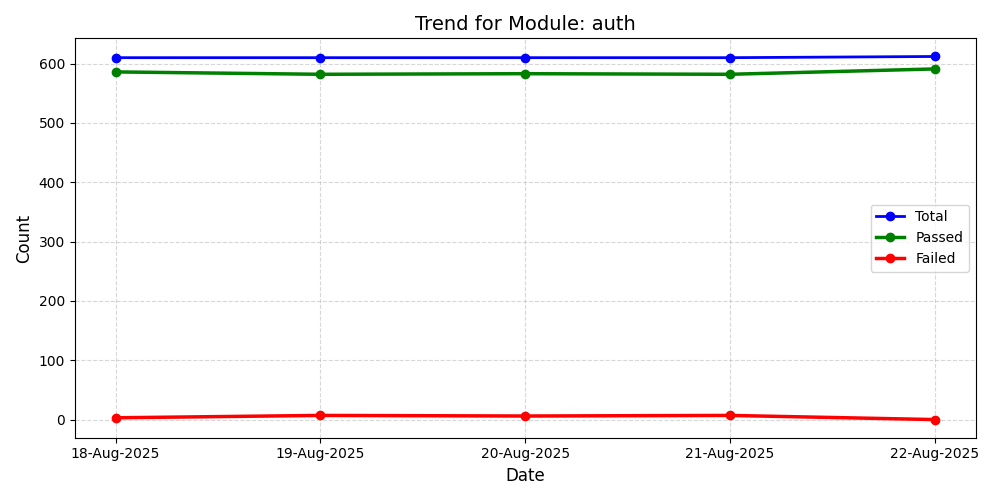 Trend for Module: auth
Count
600
500
400
300
200
100
0
Total
Passed
Failed
18-Aug-2025
19-Aug-2025
20-Aug-2025
21-Aug-2025
22-Aug-2025
Date